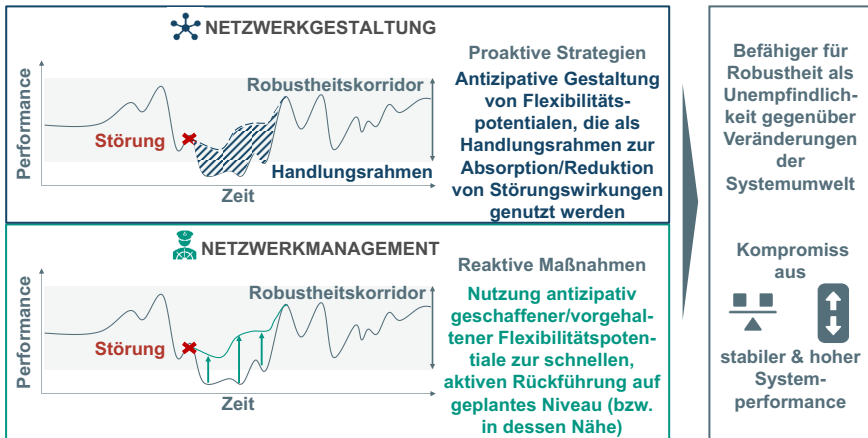 NETZWERKGESTALTUNG
Performance
Robustheitskorridor
Störung
Handlungsrahmen
Zeit
Proaktive Strategien
Antizipative Gestaltung
von Flexibilitäts-
potentialen, die als
Handlungsrahmen zur
Absorption/Reduktion
von Störungswirkungen
genutzt werden
NETZWERKMANAGEMENT
Performance
Robustheitskorridor
Störung
Zeit
Reaktive Maßnahmen
Nutzung antizipativ
geschaffener/vorgehal-
tener Flexibilitätspoten-
tiale zur schnellen,
aktiven Rückführung auf
geplantes Niveau (bzw.
in dessen Nähe)
Befähiger für
Robustheit als
Unempfindlich-
keit gegenüber
Veränderungen
der
Systemumwelt
Kompromiss
aus
stabiler & hoher
System-
performance